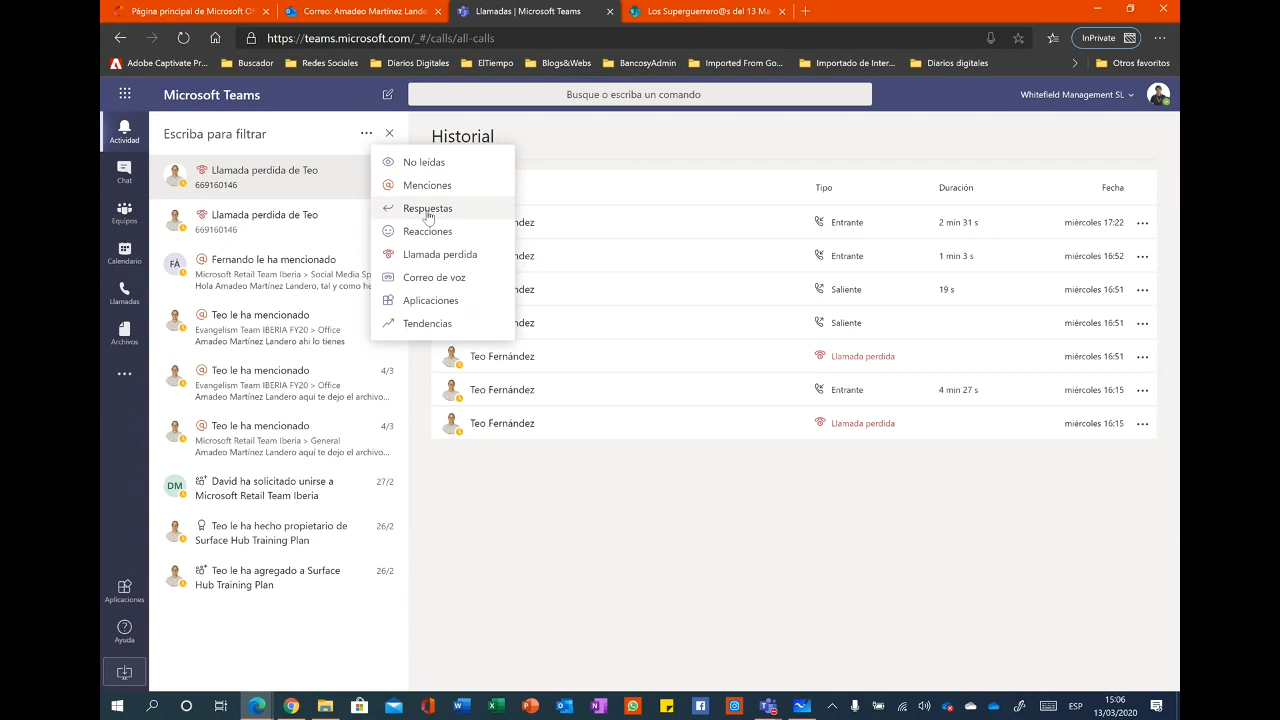 Página principal de Microsoft Of
Correo: Amadeo Martínez Lande
Llamadas | Microsoft Teams
Los Superguerrero@s del 13 Ma
https://teams.microsoft.com/_#/calls/all-calls
InPrivate
Adobe Captivate Pr...
Buscador
Redes Sociales
Diarios Digitales
ElTiempo
Blogs&Webs
BancosyAdmin
Imported From Go...
Importado de Inter...
Diarios digitales
Otros favoritos
Microsoft Teams
Busque o escriba un comando
Whitefield Management SL
Actividad
Chat
Equipos
Calendario
Llamadas
Archivos
Aplicaciones
Ayuda
Escriba para filtrar
Llamada perdida de Teo
669160146
Llamada perdida de Teo
669160146
FÁ
Fernando le ha mencionado
Microsoft Retail Team Iberia > Social Media Sp
Hola Amadeo Martínez Landero, tal y como he
Teo le ha mencionado
Evangelism Team IBERIA FY20 > Office
Amadeo Martínez Landero ahi lo tienes
Teo le ha mencionado
4/3
Evangelism Team IBERIA FY20 > Office
Amadeo Martínez Landero aqui te dejo el archivo...
Teo le ha mencionado
4/3
Microsoft Retail Team Iberia > General
Amadeo Martínez Landero aqui te dejo el archivo...
DM
David ha solicitado unirse a
27/2
Microsoft Retail Team Iberia
Teo le ha hecho propietario de
26/2
Surface Hub Training Plan
Teo le ha agregado a Surface
26/2
Hub Training Plan
No leídas
Menciones
Respuestas
Reacciones
Llamada perdida
Correo de voz
Aplicaciones
Tendencias
Historial
Tipo
Duración
Fecha
ndez
Entrante
2 min 31 s
miércoles 17:22
ndez
Entrante
1 min 3 s
miércoles 16:52
ndez
Saliente
19 s
miércoles 16:51
ndez
Saliente
miércoles 16:51
Teo Fernández
Llamada perdida
miércoles 16:51
Teo Fernández
Entrante
4 min 27 s
miércoles 16:15
Teo Fernández
Llamada perdida
miércoles 16:15
ESP
15:06
13/03/2020